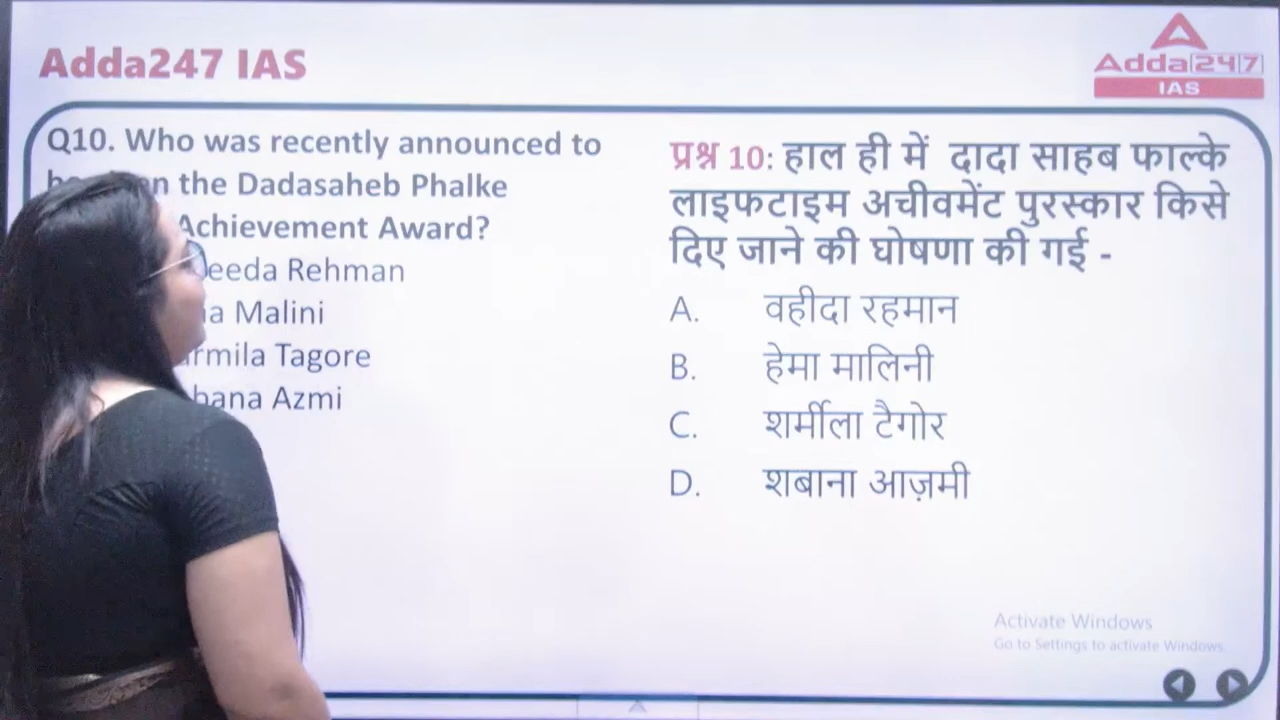 Adda247 IAS
Adda247
IAS
Q10. Who was recently announced to
the Dadasaheb Phalke
Achievement Award?
Rehman
Malini
Tagore
Azmi
प्रश्न 10: हाल ही में दादा साहब फाल्के
लाइफटाइम अचीवमेंट पुरस्कार किसे
दिए जाने की घोषणा की गई -
A. वहीदा रहमान
B. हेमा मालिनी
C. शर्मीला टैगोर
D. शबाना आज़मी
Activate Windows
Go to Settings to activate Windows.